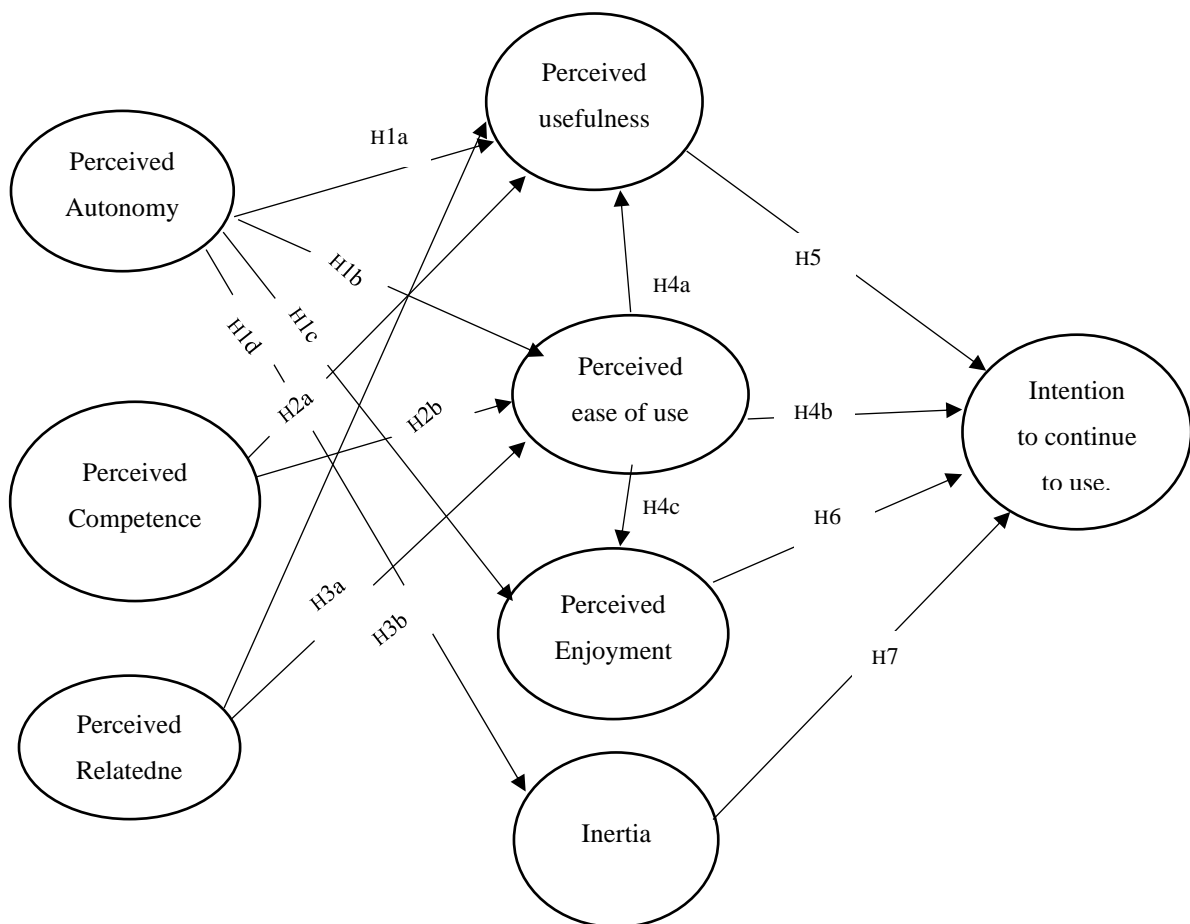 Perceived
usefulness
Perceived
Autonomy
H1a
H1b
H1c
H1d
H5
H4a
Perceived
ease of use
Intention
to continue
to use.
H2a
H2b
H4b
Perceived
Competence
H4c
H6
H3a
H3b
Perceived
Enjoyment
H7
Perceived
Relatedne
Inertia